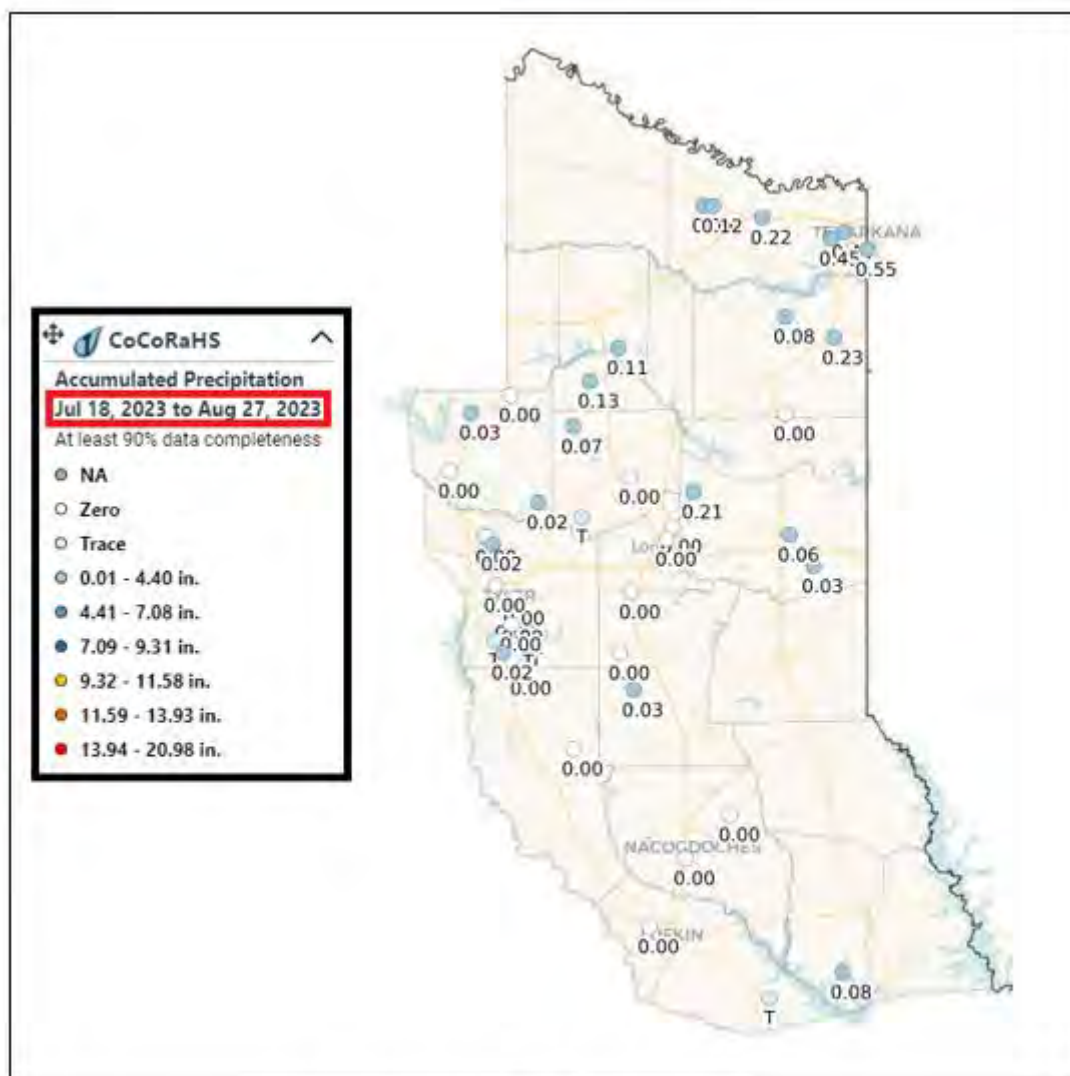 CoCoRaHS
Accumulated Precipitation
Jul 18, 2023 to Aug 27, 2023
At least 90% data completeness
NA
Zero
Trace
0.01 - 4.40 in.
4.41 - 7.08 in.
7.09 - 9.31 in.
9.32 - 11.58 in.
11.59 - 13.93 in.
13.94 - 20.98 in.
0.22
0.45
0.55
0.08
0.23
0.11
0.13
0.00
0.03
0.07
0.00
0.00
0.00
0.21
0.02
T
0.06
0.00
0.02
0.03
0.00
0.00
0.00
0.00
0.02
0.00
0.03
0.00
0.00
NACOGDOCHES
0.00
LUFKIN
0.00
0.08
T